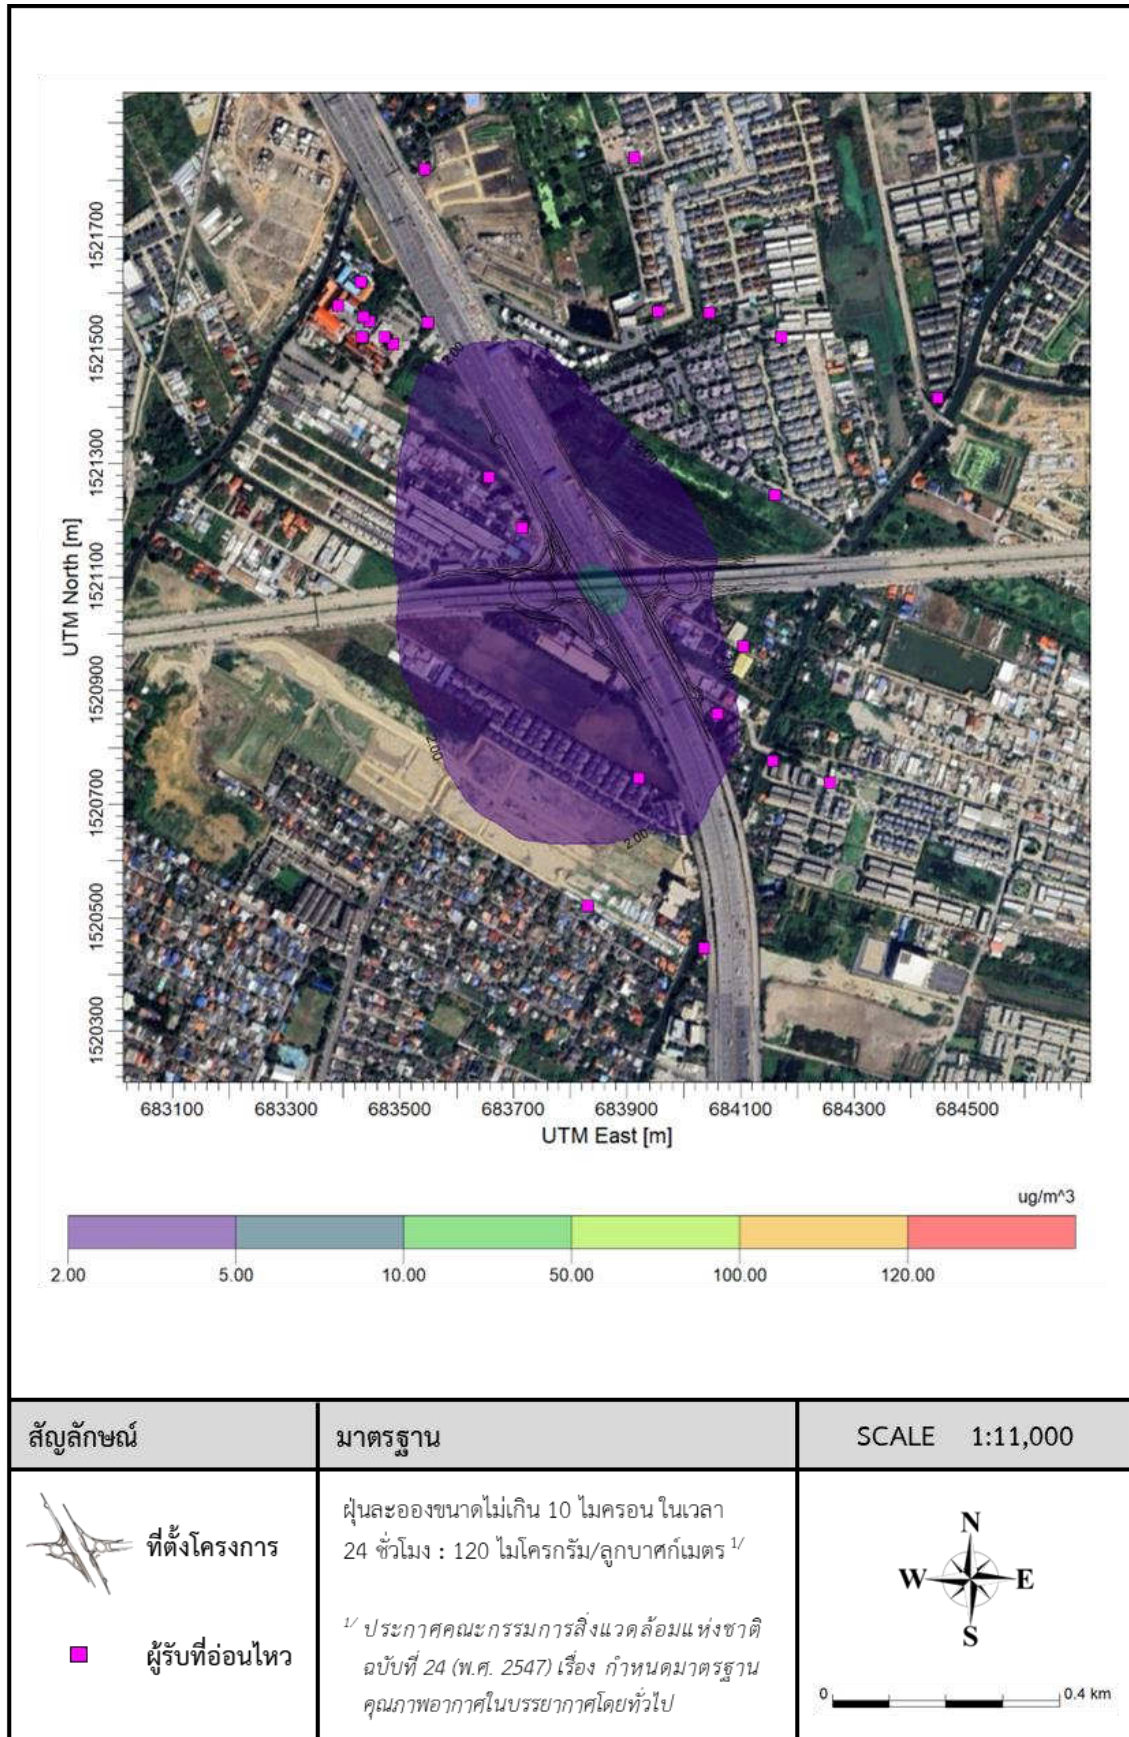 1521700
1521500
1521300
1521100
1520900
1520700
1520500
1520300
UTM North [m]
2.00
2.00
2.00
683100 683300 683500 683700 683900 684100 684300 684500
UTM East [m]
ug/m^3
2.00 5.00 10.00 50.00 100.00 120.00
สัญลักษณ์
ที่ตั้งโครงการ
ผู้รับที่อ่อนไหว
มาตรฐาน
ฝุ่นละอองขนาดไม่เกิน 10 ไมครอน ในเวลา
24 ชั่วโมง : 120 ไมโครกรัม/ลูกบาศก์เมตร 1/
1/ ประกาศคณะกรรมการสิ่งแวดล้อมแห่งชาติ
ฉบับที่ 24 (พ.ศ. 2547) เรื่อง กำหนดมาตรฐาน
คุณภาพอากาศในบรรยากาศโดยทั่วไป
SCALE 1:11,000
N
W E
S
0 0.4 km